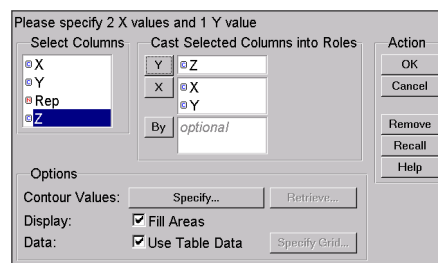 Please specify 2 X values and 1 Y value
Select Columns
X
Y
Rep
Z
Cast Selected Columns into Roles
Y
Z
X
X
Y
By
optional
Action
OK
Cancel
Remove
Recall
Help
Options
Contour Values:
Specify...
Retrieve...
Display:
Fill Areas
Data:
Use Table Data
Specify Grid...